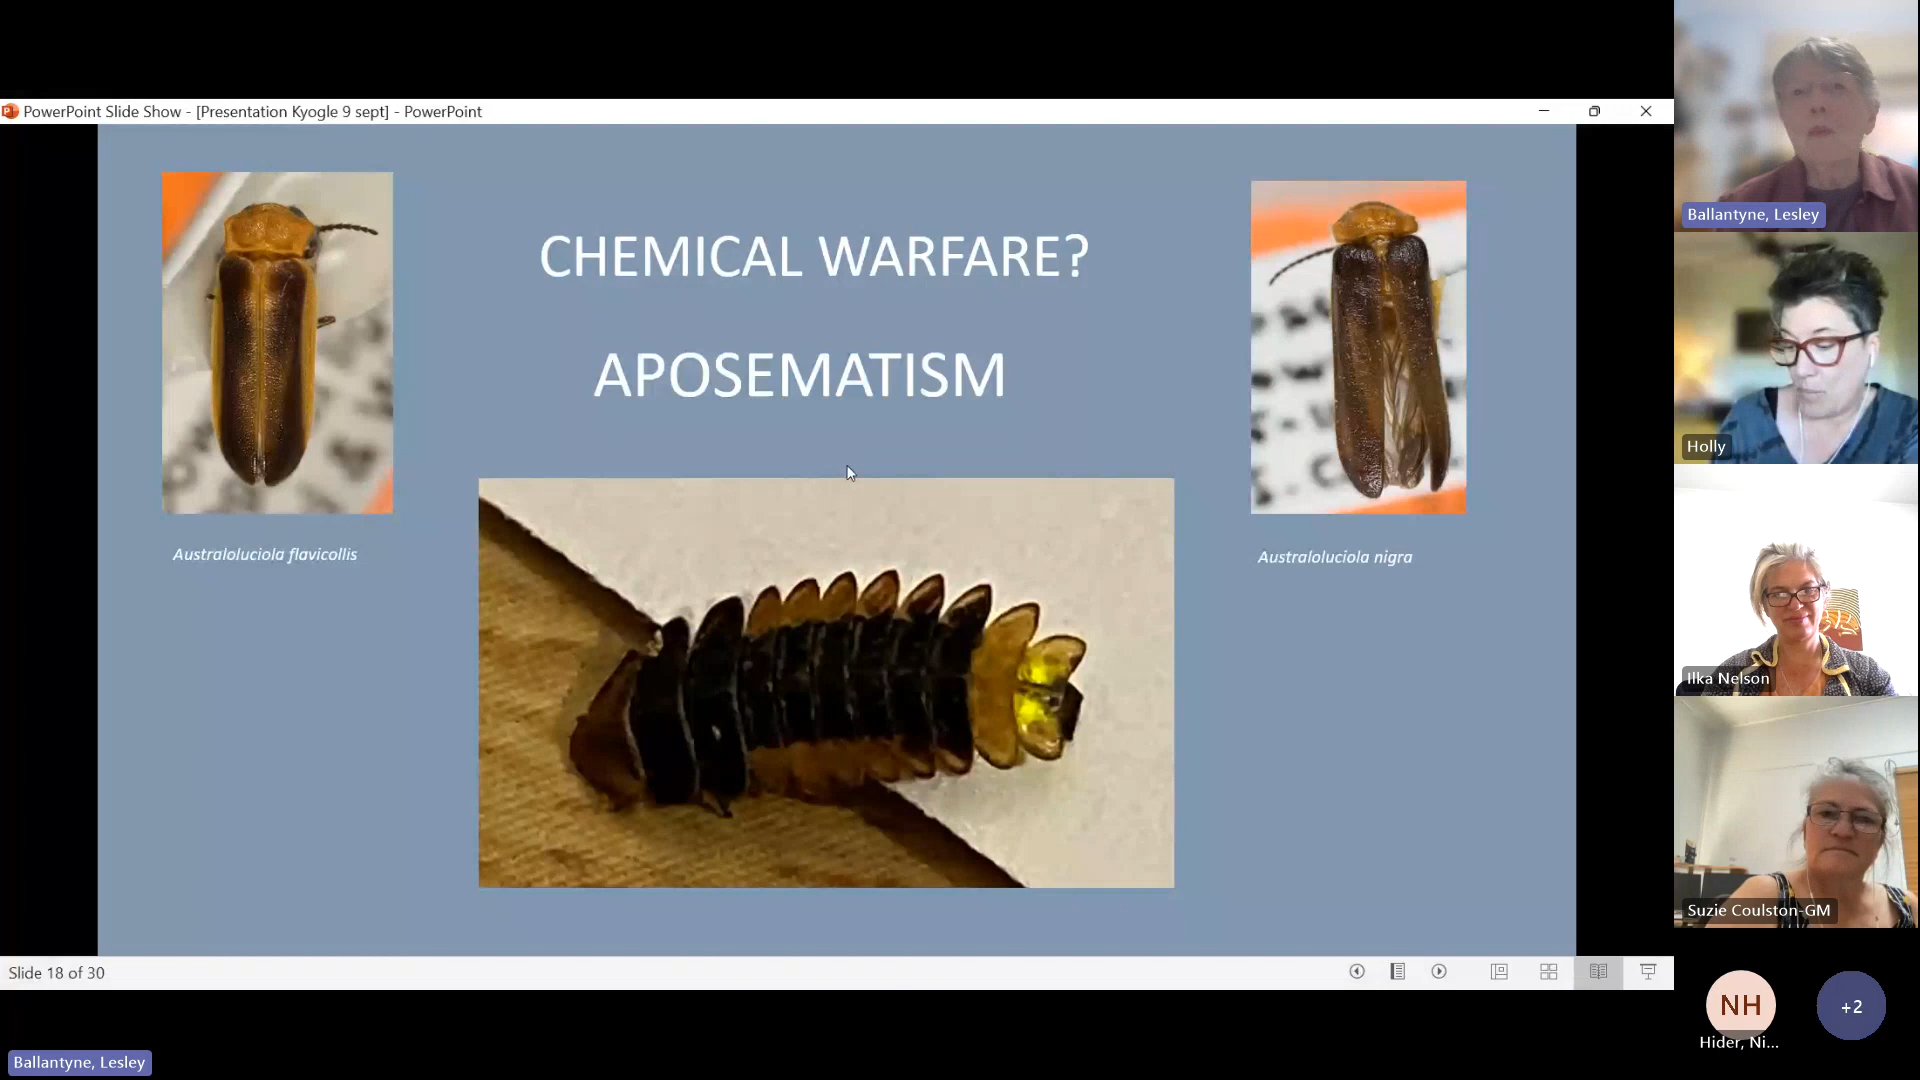 PowerPoint Slide Show - [Presentation Kyogle 9 sept] - PowerPoint
CHEMICAL WARFARE?
APOSEMATISM
Australoluciola flavicollis
Australoluciola nigra
Slide 18 of 30
Ballantyne, Lesley
Ballantyne, Lesley
Holly
Ilka Nelson
Suzie Coulston-GM
NH
+2
Hider, Ni...